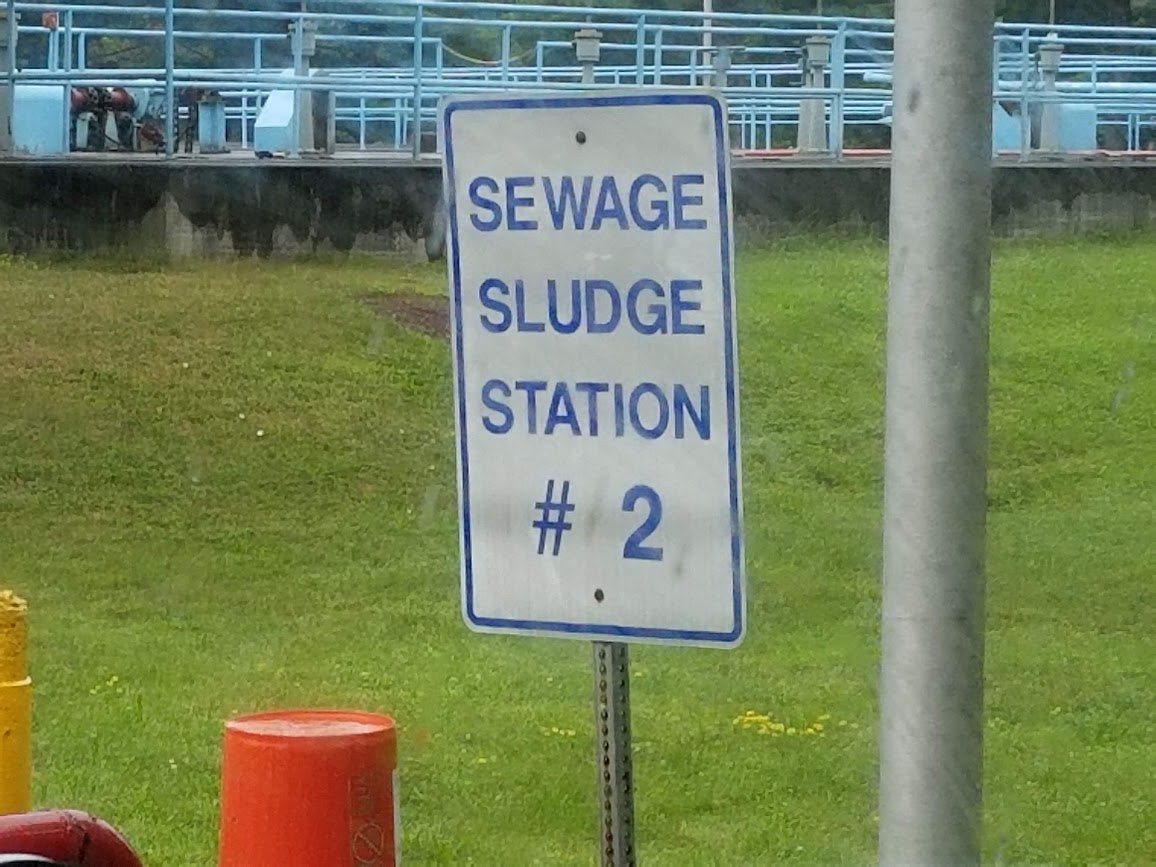 SEWAGE
SLUDGE
STATION
# 2